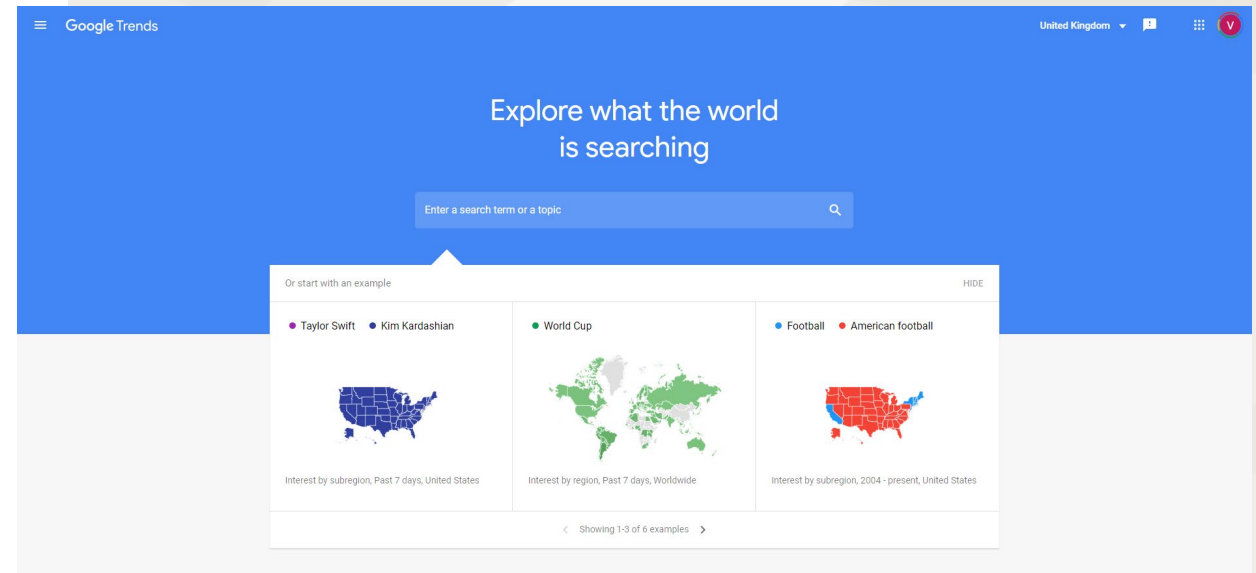 Google Trends
United Kingdom
V
Explore what the world
is searching
Enter a search term or a topic
Or start with an example
HIDE
Taylor Swift Kim Kardashian
World Cup
Football American football
Interest by subregion, Past 7 days, United States
Interest by region, Past 7 days, Worldwide
Interest by subregion, 2004 - present, United States
Showing 1-3 of 6 examples